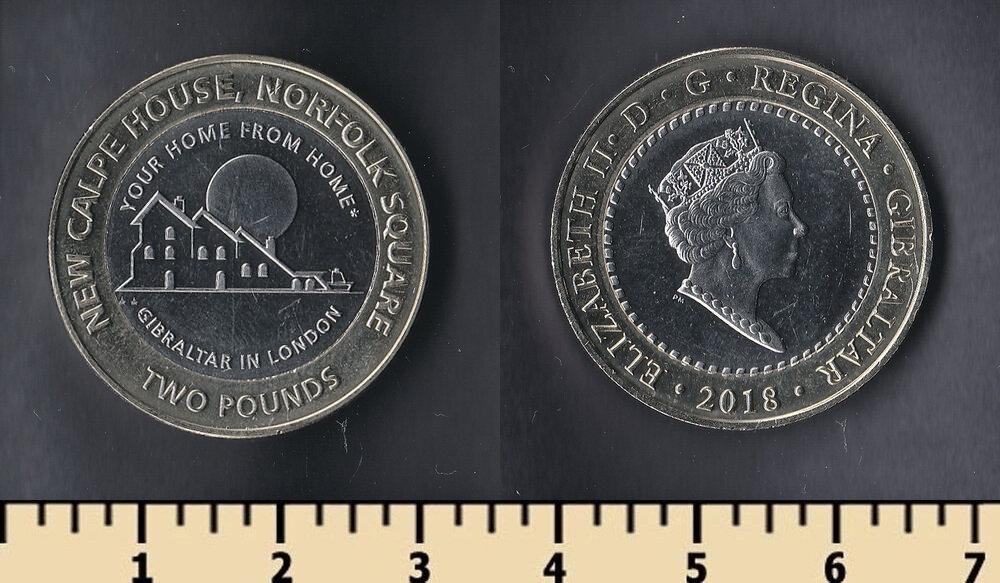 NEW CALPE HOUSE, NORFOLK SQUARE
YOUR HOME FROM HOME*
GIBRALTAR IN LONDON
TWO POUNDS
ELIZABETH II · D · G · REGINA · GIBRALTAR
· 2018 ·
PM
1 2 3 4 5 6 7